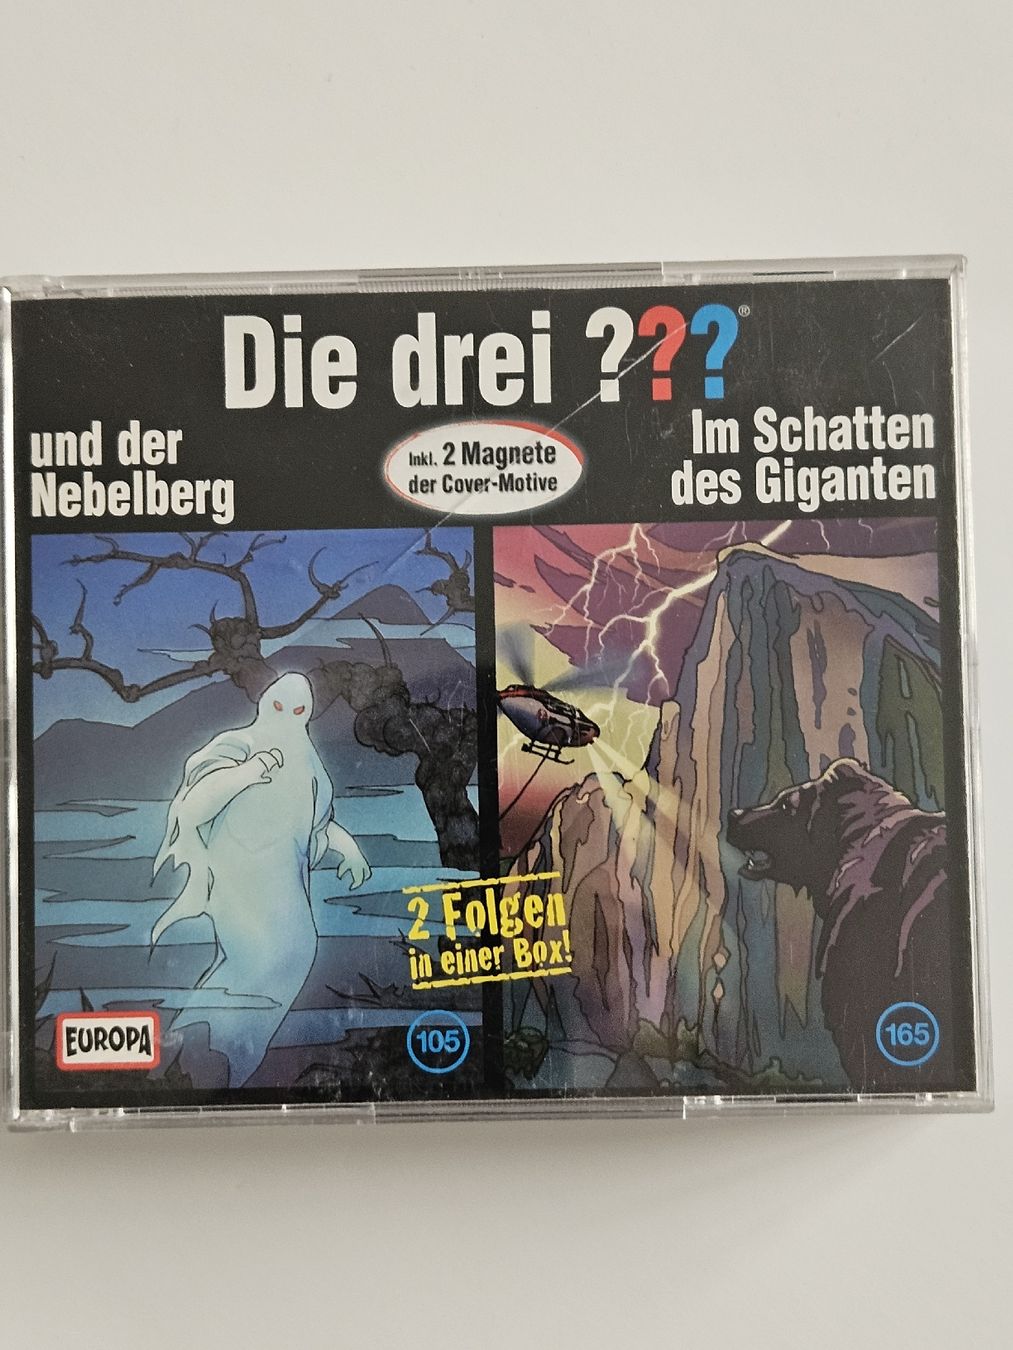 Die drei ???®
und der
Nebelberg
Inkl. 2 Magnete
der Cover-Motive
Im Schatten
des Giganten
2 Folgen
in einer Box!
EUROPA
105
165